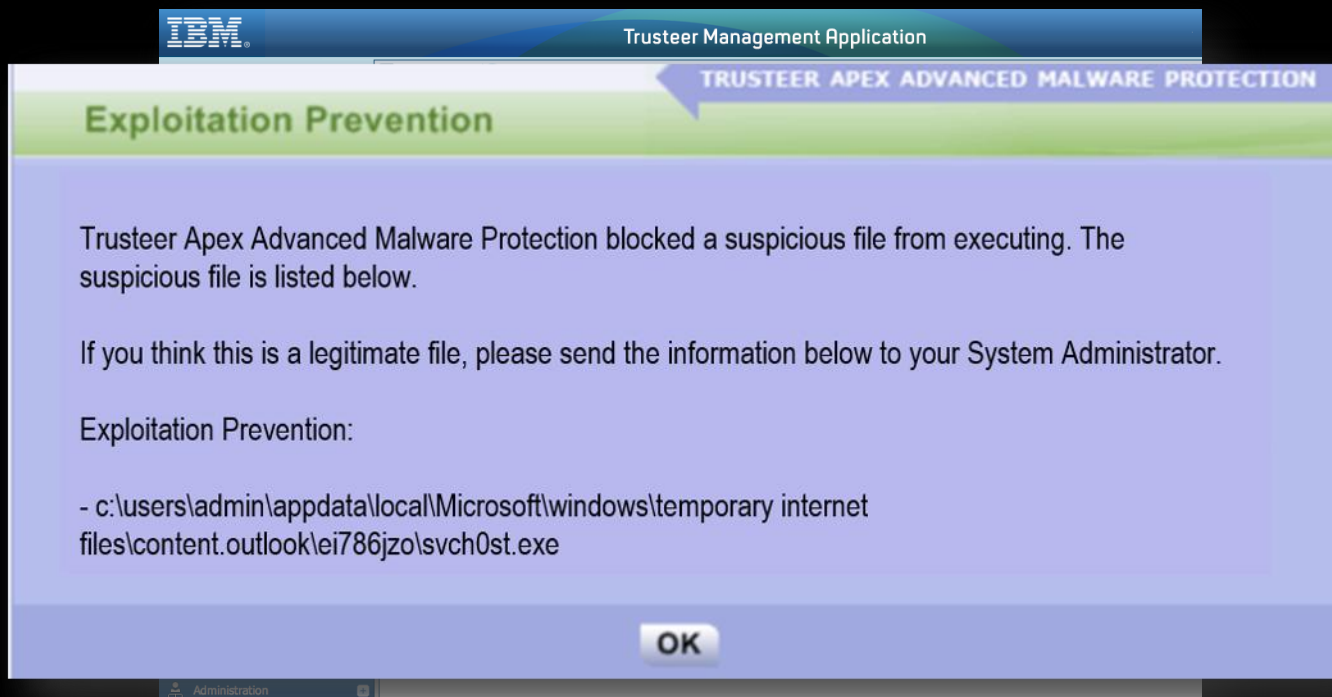 IBM®
Trusteer Management Application
TRUSTEER APEX ADVANCED MALWARE PROTECTION
Exploitation Prevention
Trusteer Apex Advanced Malware Protection blocked a suspicious file from executing. The
suspicious file is listed below.
If you think this is a legitimate file, please send the information below to your System Administrator.
Exploitation Prevention:
- c:\users\admin\appdata\local\Microsoft\windows\temporary internet
files\content.outlook\ei786jzo\svch0st.exe
OK
Administration